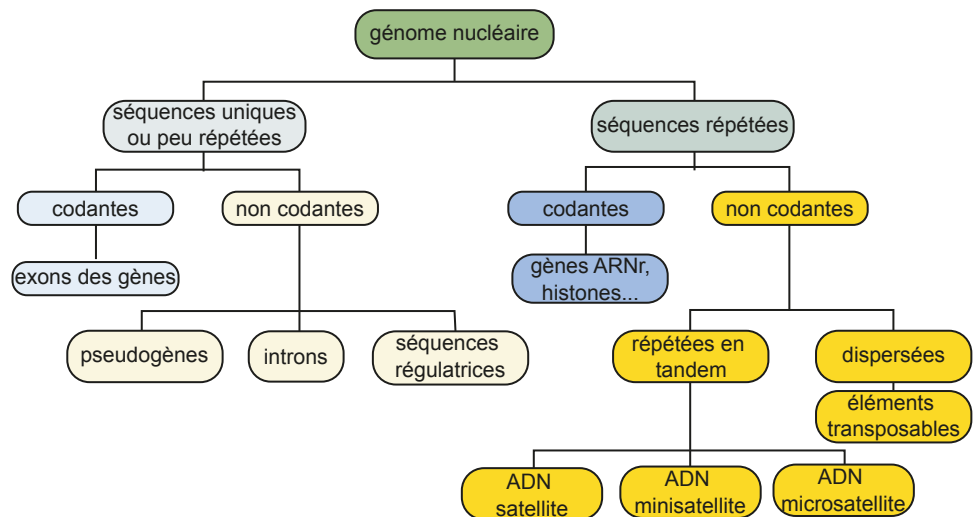 génome nucléaire
séquences uniques
ou peu répétées
séquences répétées
codantes
non codantes
codantes
non codantes
exons des gènes
gènes ARNr,
histones...
pseudogènes
introns
séquences
régulatrices
répétées en
tandem
dispersées
éléments
transposables
ADN
satellite
ADN
minisatellite
ADN
microsatellite